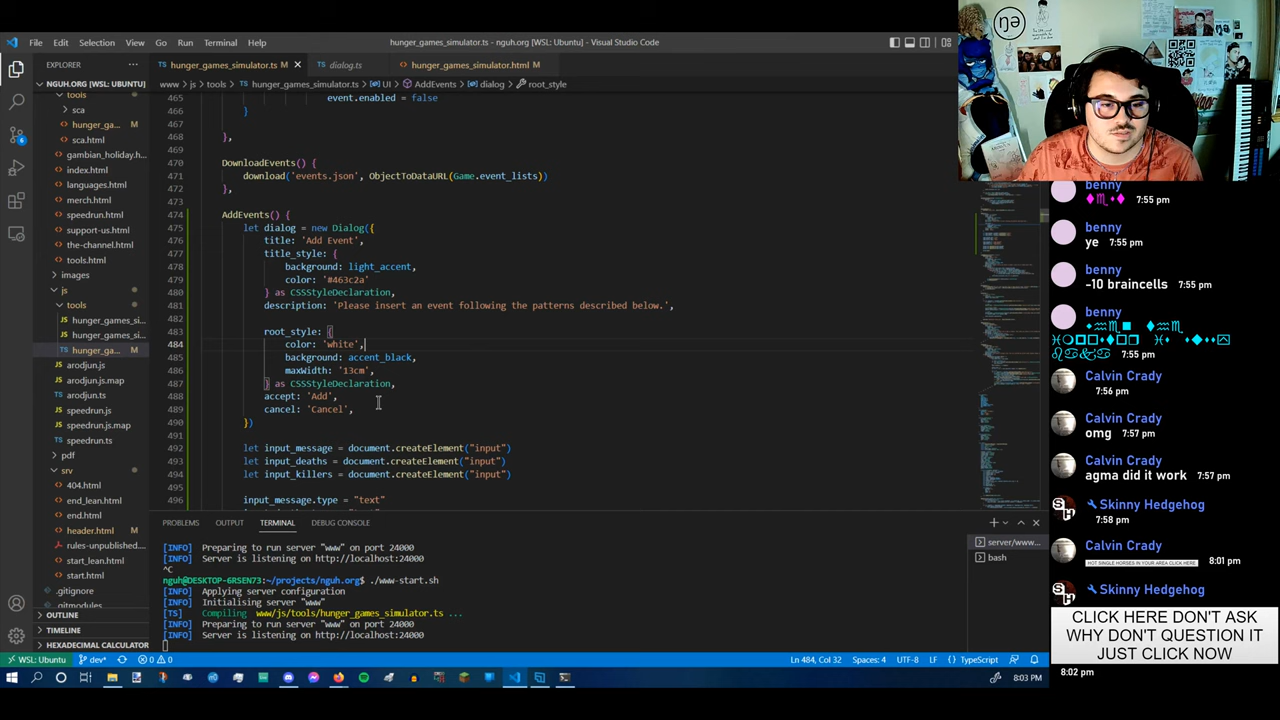 File Edit Selection View Go Run Terminal Help
hunger_games_simulator.ts - nguh.org [WSL: Ubuntu] - Visual Studio Code
EXPLORER
hunger_games_simulator.ts M
dialog.ts
hunger_games_simulator.html M
www > js > tools > hunger_games_simulator.ts > UI > AddEvents > dialog > root_style
tools
sca
hunger_ga... M
sca.html
gambian_holiday.h...
index.html
languages.html
merch.html
speedrun.html
support-us.html
the-channel.html
tools.html
images
js
tools
hunger_games_si...
hunger_games_si...
hunger_ga... M
arodjun.js
arodjun.js.map
arodjun.ts
speedrun.js
speedrun.js.map
speedrun.ts
pdf
srv
404.html
end_lean.html
end.html
header.html M
rules-unpublished...
start_lean.html
start.html
.gitignore
.gitmodules
OUTLINE
TIMELINE
HEXADECIMAL CALCULATOR
465 event.enabled = false
466 }
467
468 },
469
470 DownloadEvents() {
471 download('events.json', ObjectToDataURL(Game.event_lists))
472 },
473
474 AddEvents() {
475 let dialog = new Dialog({
476 title: 'Add Event',
477 title_style: {
478 background: light_accent,
479 color: '#463c2a'
480 } as CSSStyleDeclaration,
481 description: 'Please insert an event following the patterns described below.',
482
483 root_style: {
484 color: 'white',
485 background: accent_black,
486 maxWidth: '13cm',
487 } as CSSStyleDeclaration,
488 accept: 'Add',
489 cancel: 'Cancel',
490 })
491
492 let input_message = document.createElement("input")
493 let input_deaths = document.createElement("input")
494 let input_killers = document.createElement("input")
495
496 input_message.type = "text"
PROBLEMS OUTPUT TERMINAL DEBUG CONSOLE
[INFO] Preparing to run server "www" on port 24000
[INFO] Server is listening on http://localhost:24000
^C
nguh@DESKTOP-6RSEN73:~/projects/nguh.org$ ./www-start.sh
[INFO] Applying server configuration
[INFO] Initialising server "www"
[TS] Compiling www/js/tools/hunger_games_simulator.ts ...
[INFO] Preparing to run server "www" on port 24000
[INFO] Server is listening on http://localhost:24000
server/www...
bash
WSL: Ubuntu dev* 0 0
Ln 484, Col 32 Spaces: 4 UTF-8 LF TypeScript
8:03 PM
ŋə
benny
7:55 pm
benny
ye 7:55 pm
benny
-10 braincells 7:55 pm
benny
7:55 pm
Calvin Crady
7:56 pm
Calvin Crady
omg 7:57 pm
Calvin Crady
agma did it work 7:57 pm
Skinny Hedgehog
7:58 pm
Calvin Crady
HOT SINGLE HORSES IN YOUR AREA CLICK HERE 8:01 pm
Skinny Hedgehog
CLICK HERE DON'T ASK
WHY DON'T QUESTION IT
JUST CLICK NOW
8:02 pm